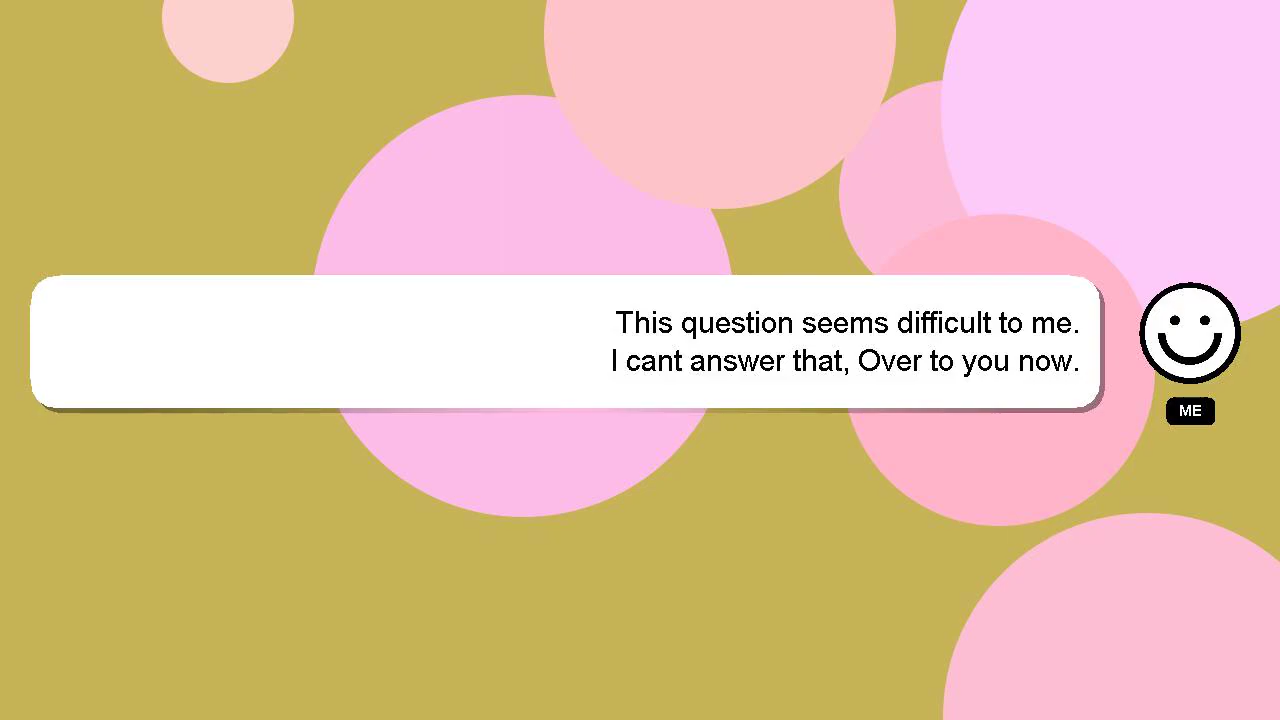 This question seems difficult to me.
I cant answer that, Over to you now.
ME